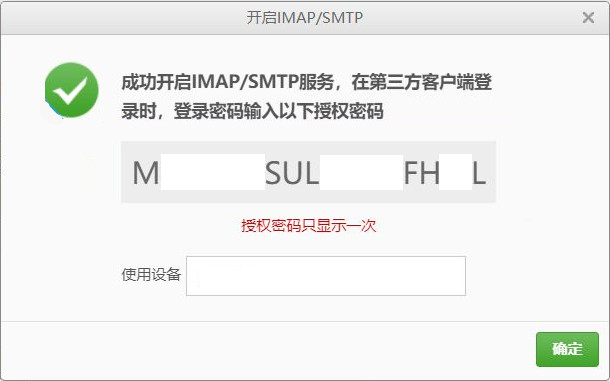 开启IMAP/SMTP
成功开启IMAP/SMTP服务，在第三方客户端登
录时，登录密码输入以下授权密码
M SUL FH L
授权密码只显示一次
使用设备
确定